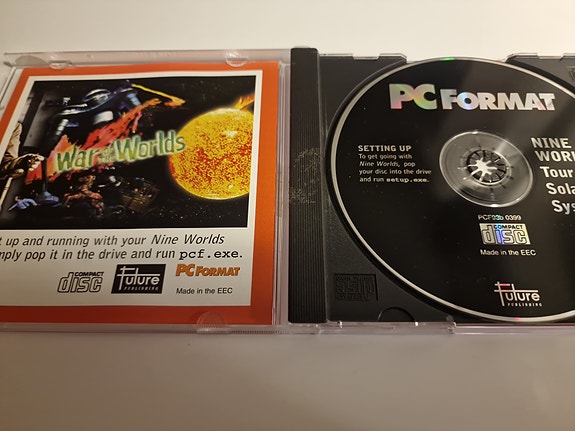 War of the Worlds
t up and running with your Nine Worlds
mply pop it in the drive and run pcf.exe.
COMPACT
disc
Future
PUBLISHING
PC FORMAT
Made in the EEC
PC FORMAT
SETTING UP
To get going with
Nine Worlds, pop
your disc into the drive
and run setup.exe.
NINE
WOR
Tour
Sola
Sys
0399
COMPACT
disc
Made in EEC
Future
PUBLISHING